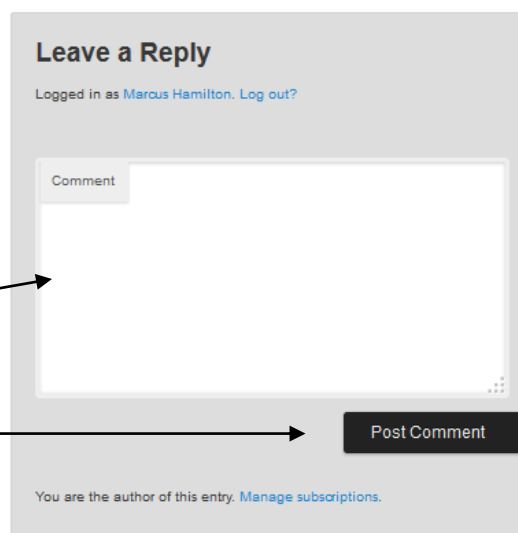 Leave a Reply
Logged in as Marcus Hamilton. Log out?
Comment
Post Comment
You are the author of this entry. Manage subscriptions.